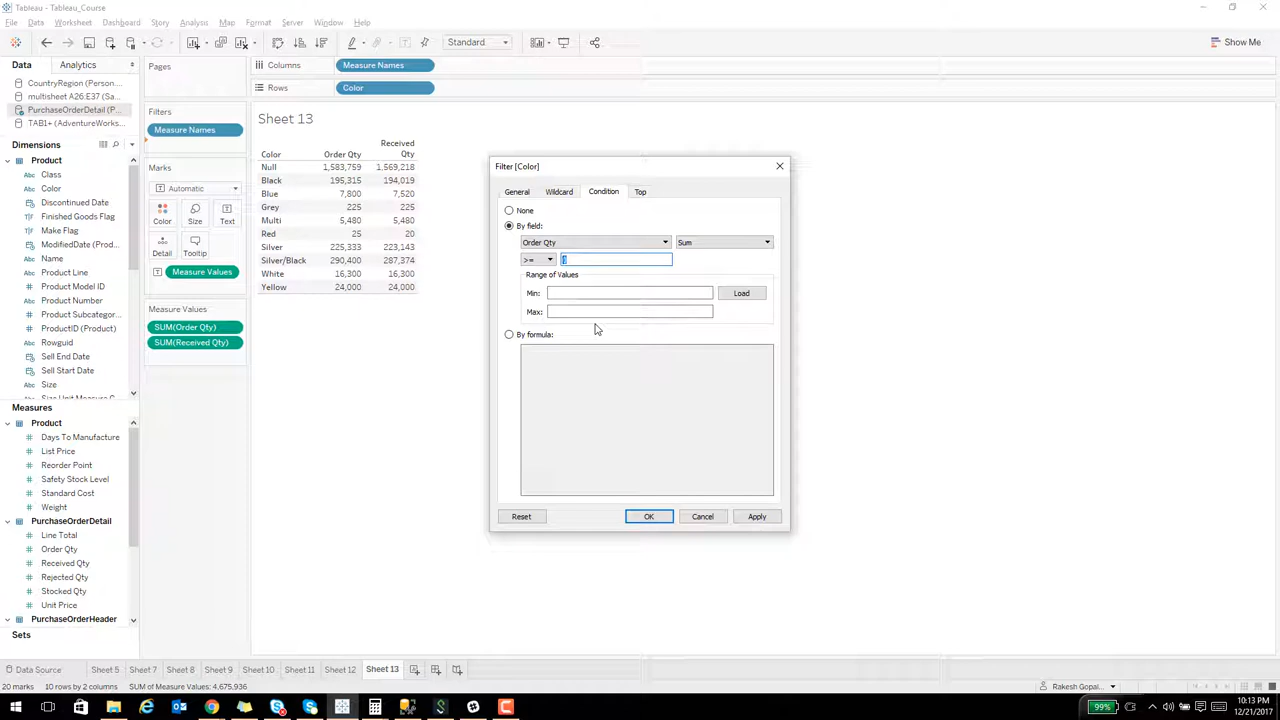 Tableau - Tableau_Course
File Data Worksheet Dashboard Story Analysis Map Format Server Window Help
Standard
Show Me
Data Analytics
CountryRegion (Person...
multisheet A26:E37 (Sa...
PurchaseOrderDetail (P...
TAB1+ (AdventureWorks...
Dimensions
Product
Abc Class
Abc Color
Discontinued Date
Finished Goods Flag
Make Flag
ModifiedDate (Product)
Abc Name
Abc Product Line
Product Model ID
Abc Product Number
Product Subcategor...
ProductID (Product)
Abc Rowguid
Sell End Date
Sell Start Date
Abc Size
Abc Size Unit Measure C...
Measures
Product
# Days To Manufacture
# List Price
# Reorder Point
# Safety Stock Level
# Standard Cost
# Weight
PurchaseOrderDetail
# Line Total
# Order Qty
# Received Qty
# Rejected Qty
# Stocked Qty
# Unit Price
PurchaseOrderHeader
Sets
Pages
Filters
Measure Names
Marks
Automatic
Color Size Text
Detail Tooltip
Measure Values
Measure Values
SUM(Order Qty)
SUM(Received Qty)
Columns Measure Names
Rows Color
Sheet 13
Color Order Qty Received Qty
Null 1,583,759 1,569,218
Black 195,315 194,019
Blue 7,800 7,520
Grey 225 225
Multi 5,480 5,480
Red 25 20
Silver 225,333 223,143
Silver/Black 290,400 287,374
White 16,300 16,300
Yellow 24,000 24,000
Filter [Color]
General Wildcard Condition Top
None
By field:
Order Qty Sum
>=
Range of Values
Min: Load
Max:
By formula:
Reset OK Cancel Apply
Data Source Sheet 5 Sheet 7 Sheet 8 Sheet 9 Sheet 10 Sheet 11 Sheet 12 Sheet 13
20 marks 10 rows by 2 columns SUM of Measure Values: 4,675,936
Rakesh Gopal...
99%
10:13 PM
12/21/2017